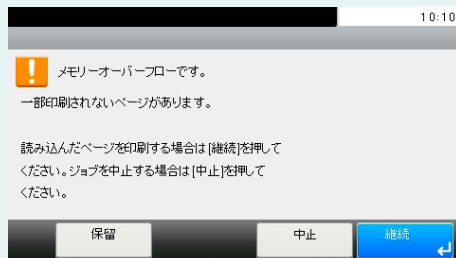 10:10
メモリーオーバーフローです。
一部印刷されないページがあります。
読み込んだページを印刷する場合は[継続]を押して
ください。ジョブを中止する場合は[中止]を押して
ください。
保留
中止
継続